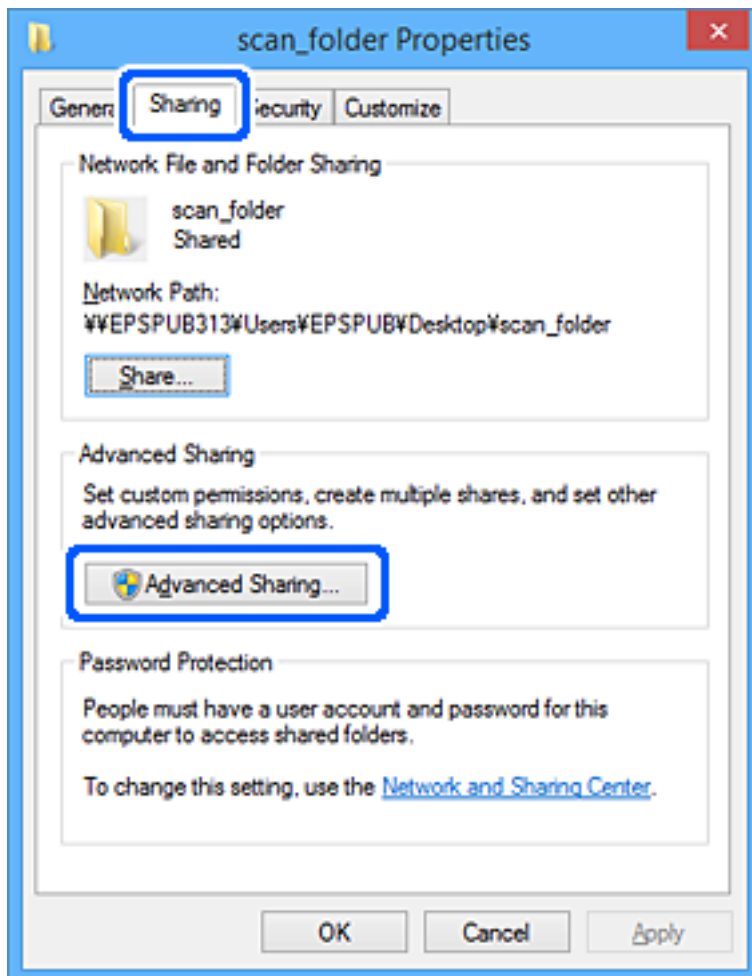 scan_folder Properties
General Sharing Security Customize
Network File and Folder Sharing
scan_folder
Shared
Network Path:
¥¥EPSPUB313¥Users¥EPSPUB¥Desktop¥scan_folder
Share...
Advanced Sharing
Set custom permissions, create multiple shares, and set other
advanced sharing options.
Advanced Sharing...
Password Protection
People must have a user account and password for this
computer to access shared folders.
To change this setting, use the Network and Sharing Center.
OK Cancel Apply